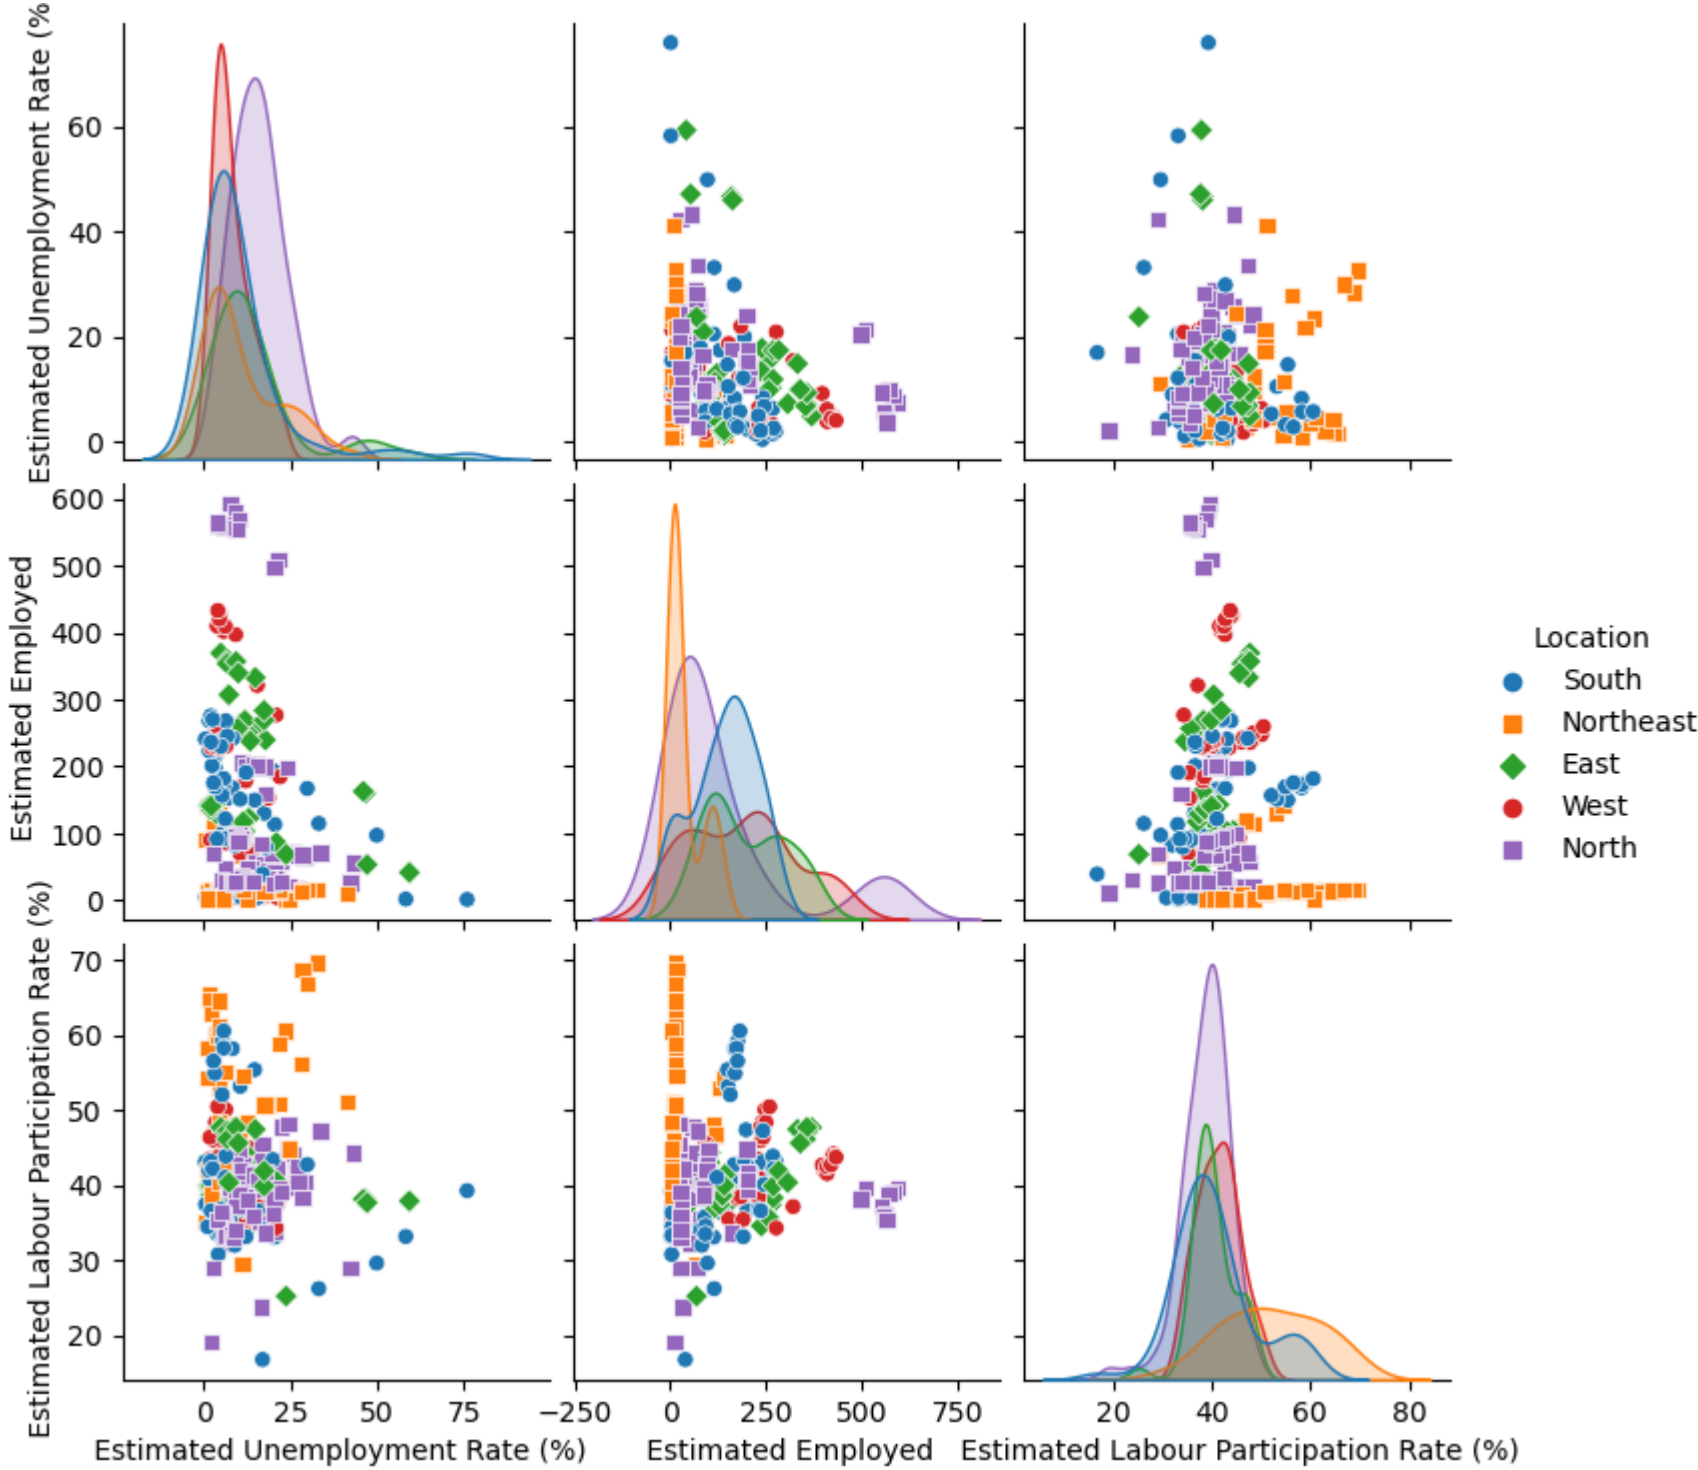 Estimated Unemployment Rate (%
60
40
20
0
Estimated Employed
600
500
400
300
200
100
0
Estimated Labour Participation Rate (%)
70
60
50
40
30
20
0
25
50
75
Estimated Unemployment Rate (%)
−250
0
250
500
750
Estimated Employed
20
40
60
80
Estimated Labour Participation Rate (%)
Location
South
Northeast
East
West
North